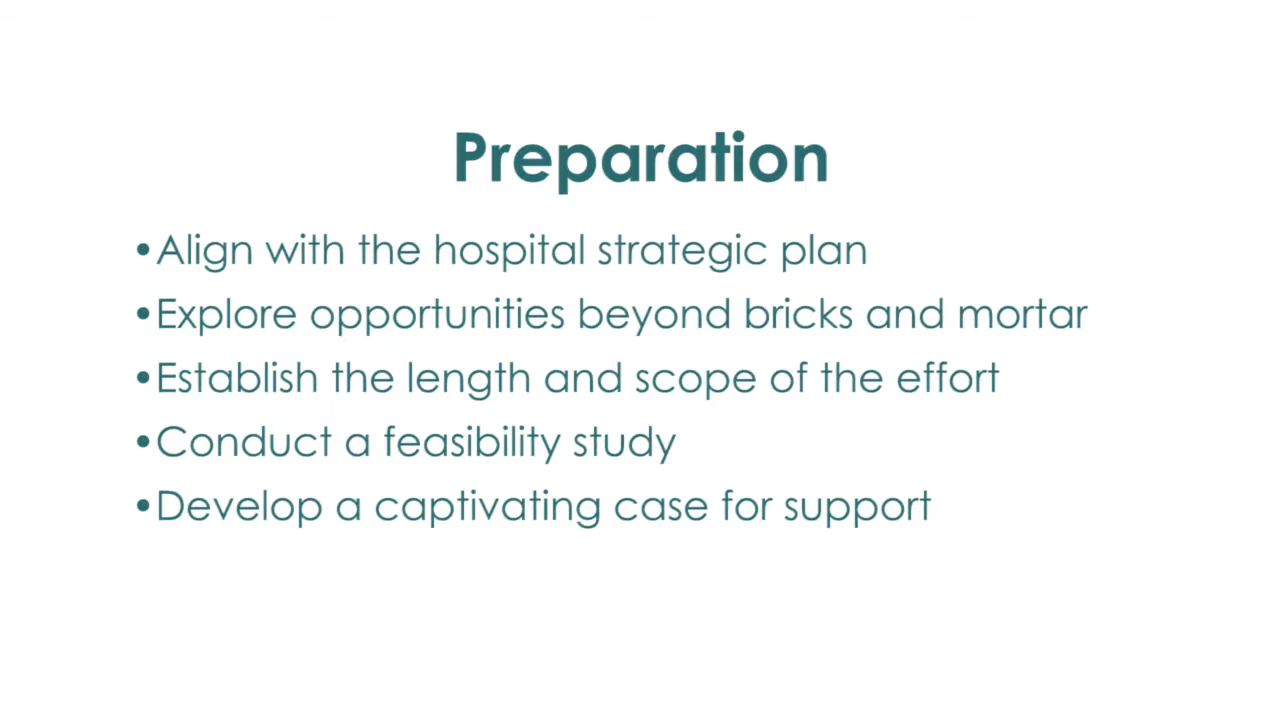 Preparation
•Align with the hospital strategic plan
•Explore opportunities beyond bricks and mortar
•Establish the length and scope of the effort
•Conduct a feasibility study
•Develop a captivating case for support